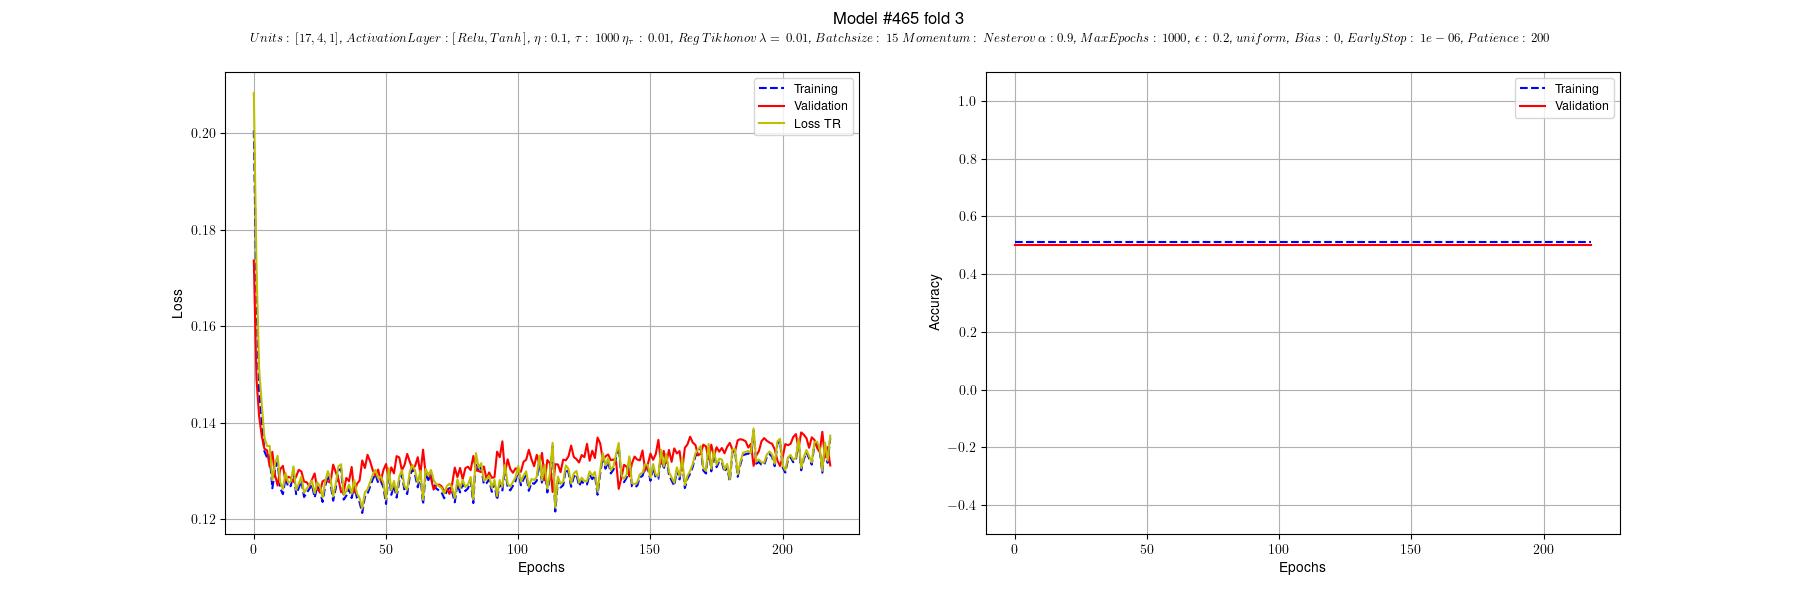 Model #465 fold 3
Units : [17, 4, 1], ActivationLayer : [Relu, Tanh], η : 0.1, τ : 1000 η_τ : 0.01, Reg Tikhonov λ = 0.01, Batchsize : 15 Momentum : Nesterov α : 0.9, MaxEpochs : 1000, ϵ : 0.2, uniform, Bias : 0, EarlyStop : 1e − 06, Patience : 200
Training
Validation
Loss TR
0.20
0.18
0.16
0.14
0.12
Loss
0 50 100 150 200
Epochs
Training
Validation
1.0
0.8
0.6
0.4
0.2
0.0
−0.2
−0.4
Accuracy
0 50 100 150 200
Epochs